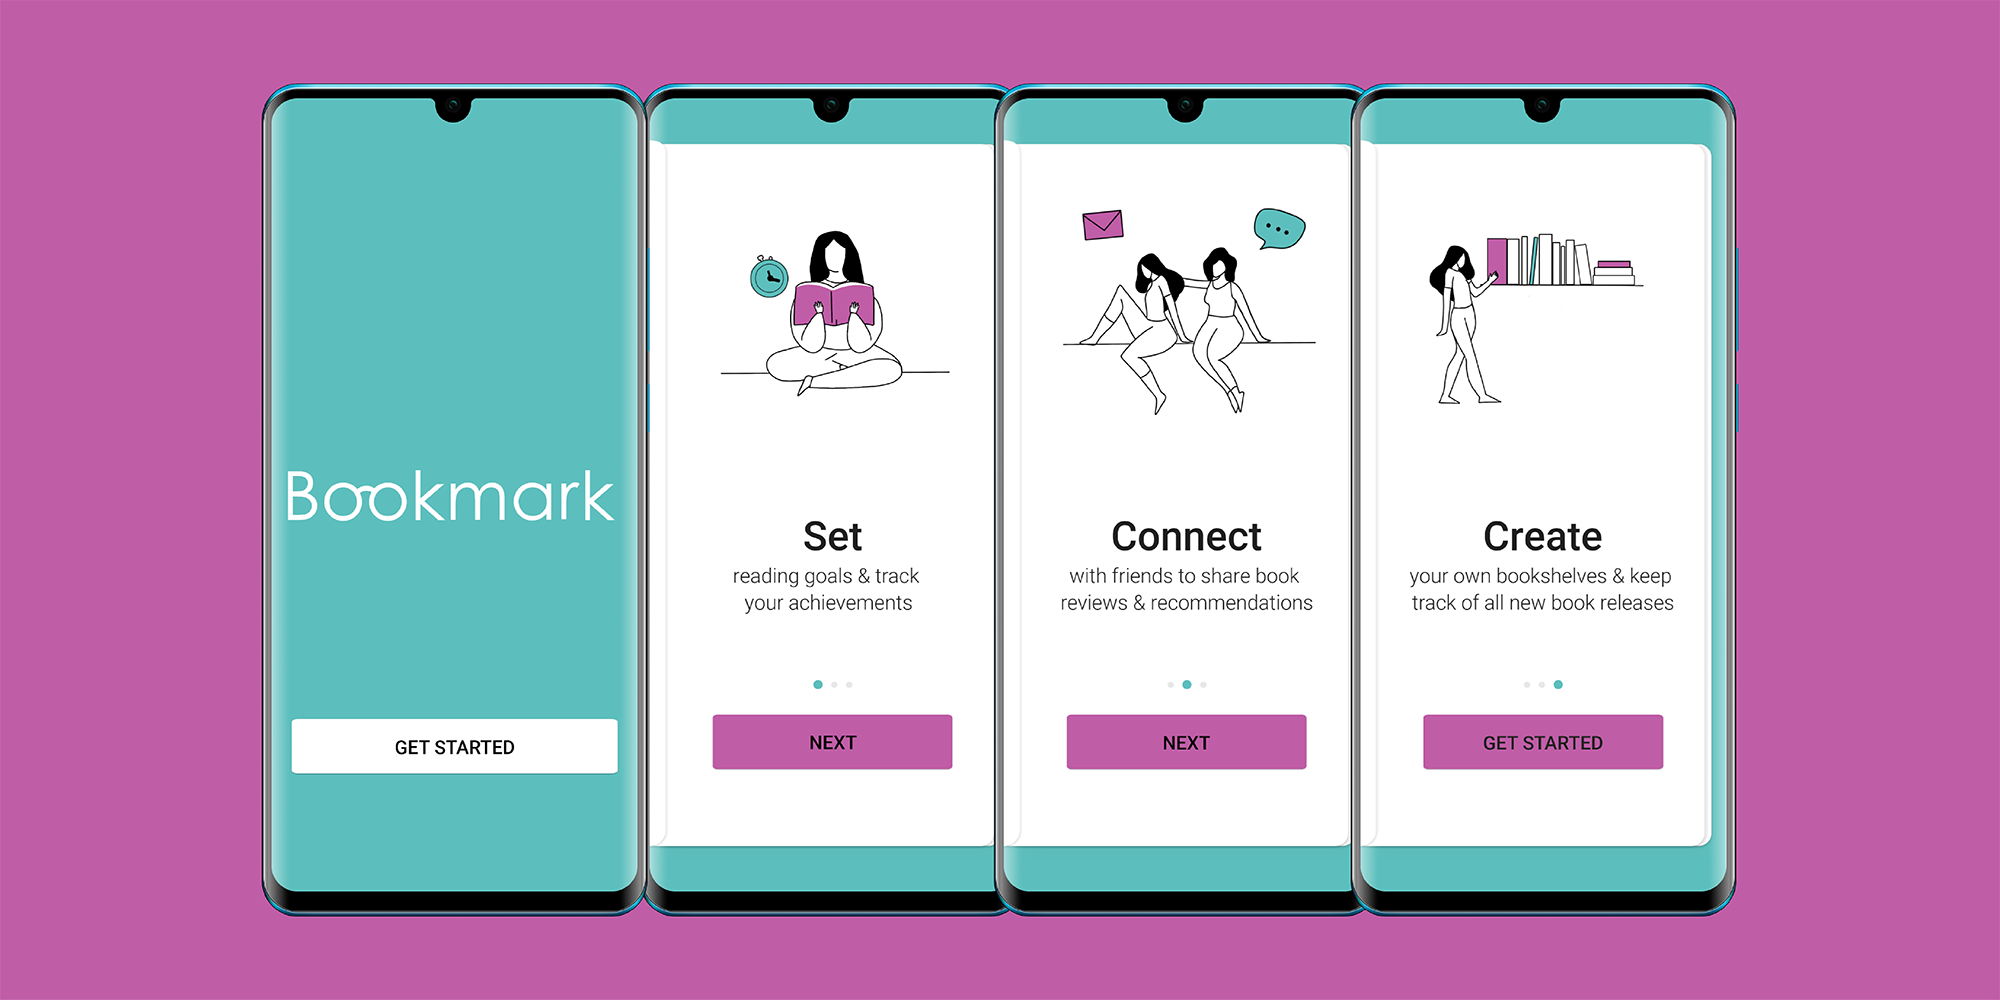 Bookmark
GET STARTED
Set
reading goals & track
your achievements
NEXT
Connect
with friends to share book
reviews & recommendations
NEXT
Create
your own bookshelves & keep
track of all new book releases
GET STARTED